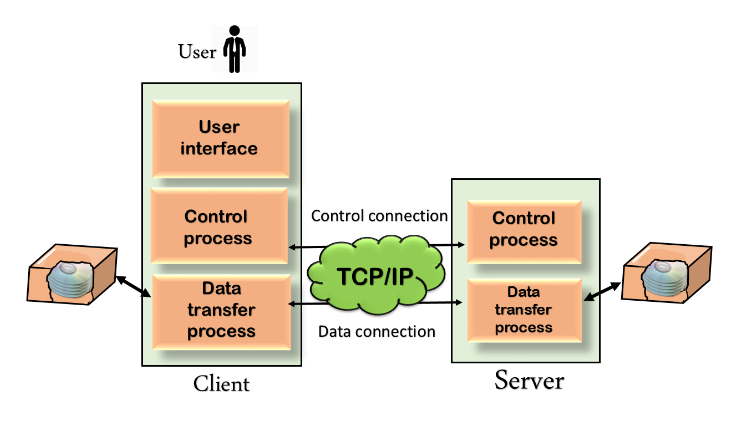 User
User
interface
Control
process
Data
transfer
process
Client
Control connection
TCP/IP
Data connection
Control
process
Data
transfer
process
Server